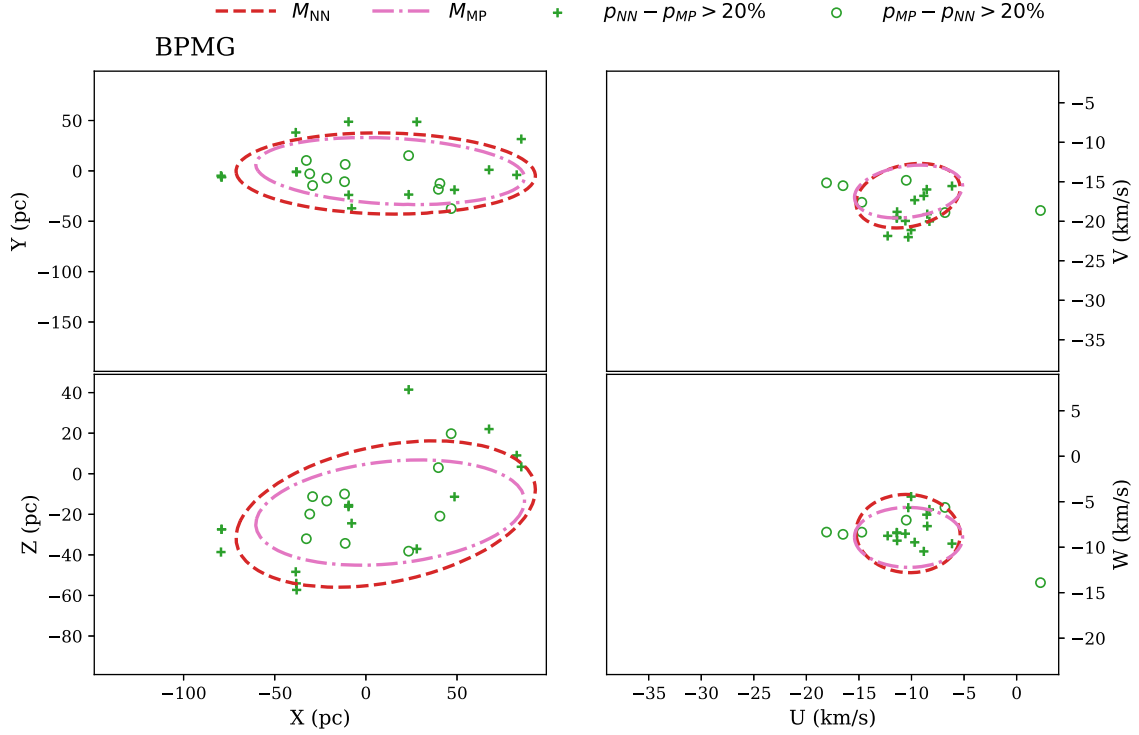 M_NN M_MP p_NN − p_MP > 20% p_MP − p_NN > 20%
BPMG
50
0
−50
−100
−150
Y (pc)
−5
−10
−15
−20
−25
−30
−35
V (km/s)
40
20
0
−20
−40
−60
−80
Z (pc)
5
0
−5
−10
−15
−20
W (km/s)
−100 −50 0 50
X (pc)
−35 −30 −25 −20 −15 −10 −5 0
U (km/s)